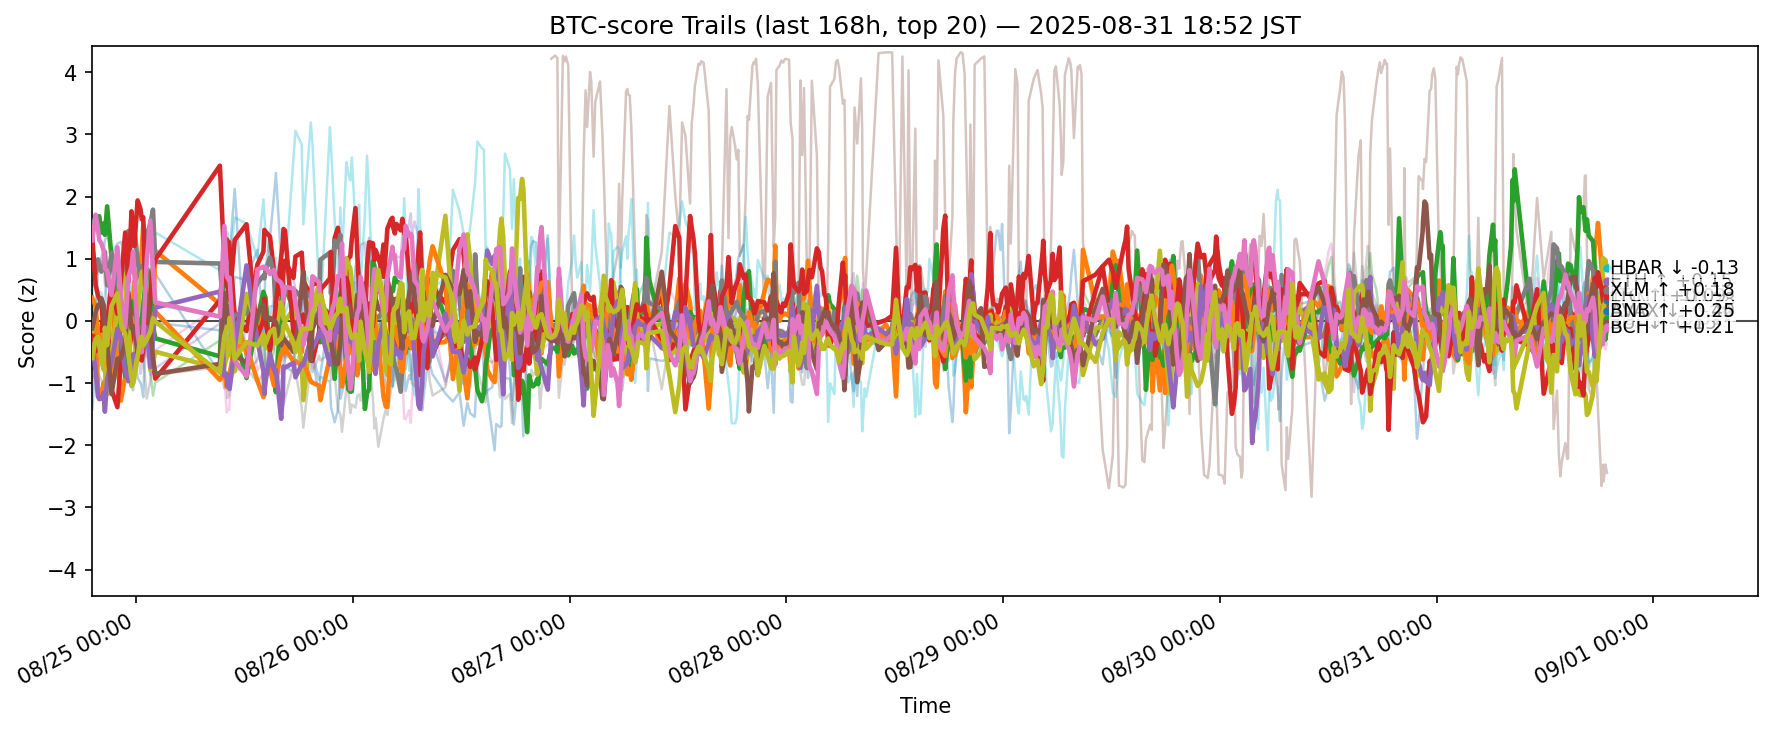 BTC-score Trails (last 168h, top 20) — 2025-08-31 18:52 JST
Score (z)
4
3
2
1
0
−1
−2
−3
−4
HBAR ↓ -0.13
XLM ↑ +0.18
BNB ↑ +0.25
BCH ↑ +0.21
08/25 00:00
08/26 00:00
08/27 00:00
08/28 00:00
08/29 00:00
08/30 00:00
08/31 00:00
09/01 00:00
Time